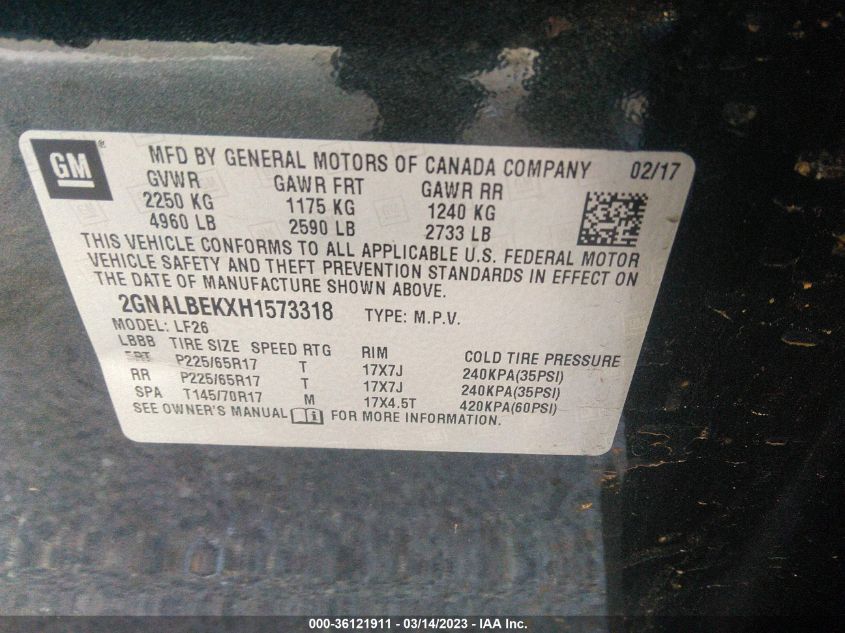 GM ® MFD BY GENERAL MOTORS OF CANADA COMPANY 02/17
GVWR GAWR FRT GAWR RR
2250 KG 1175 KG 1240 KG
4960 LB 2590 LB 2733 LB
THIS VEHICLE CONFORMS TO ALL APPLICABLE U.S. FEDERAL MOTOR
VEHICLE SAFETY AND THEFT PREVENTION STANDARDS IN EFFECT ON
THE DATE OF MANUFACTURE SHOWN ABOVE.
2GNALBEKXH1573318 TYPE: M.P.V.
MODEL: LF26
LBBB TIRE SIZE SPEED RTG RIM COLD TIRE PRESSURE
FRT P225/65R17 T 17X7J 240KPA(35PSI)
RR P225/65R17 T 17X7J 240KPA(35PSI)
SPA T145/70R17 M 17X4.5T 420KPA(60PSI)
SEE OWNER'S MANUAL i FOR MORE INFORMATION.
000-36121911 - 03/14/2023 - IAA Inc.